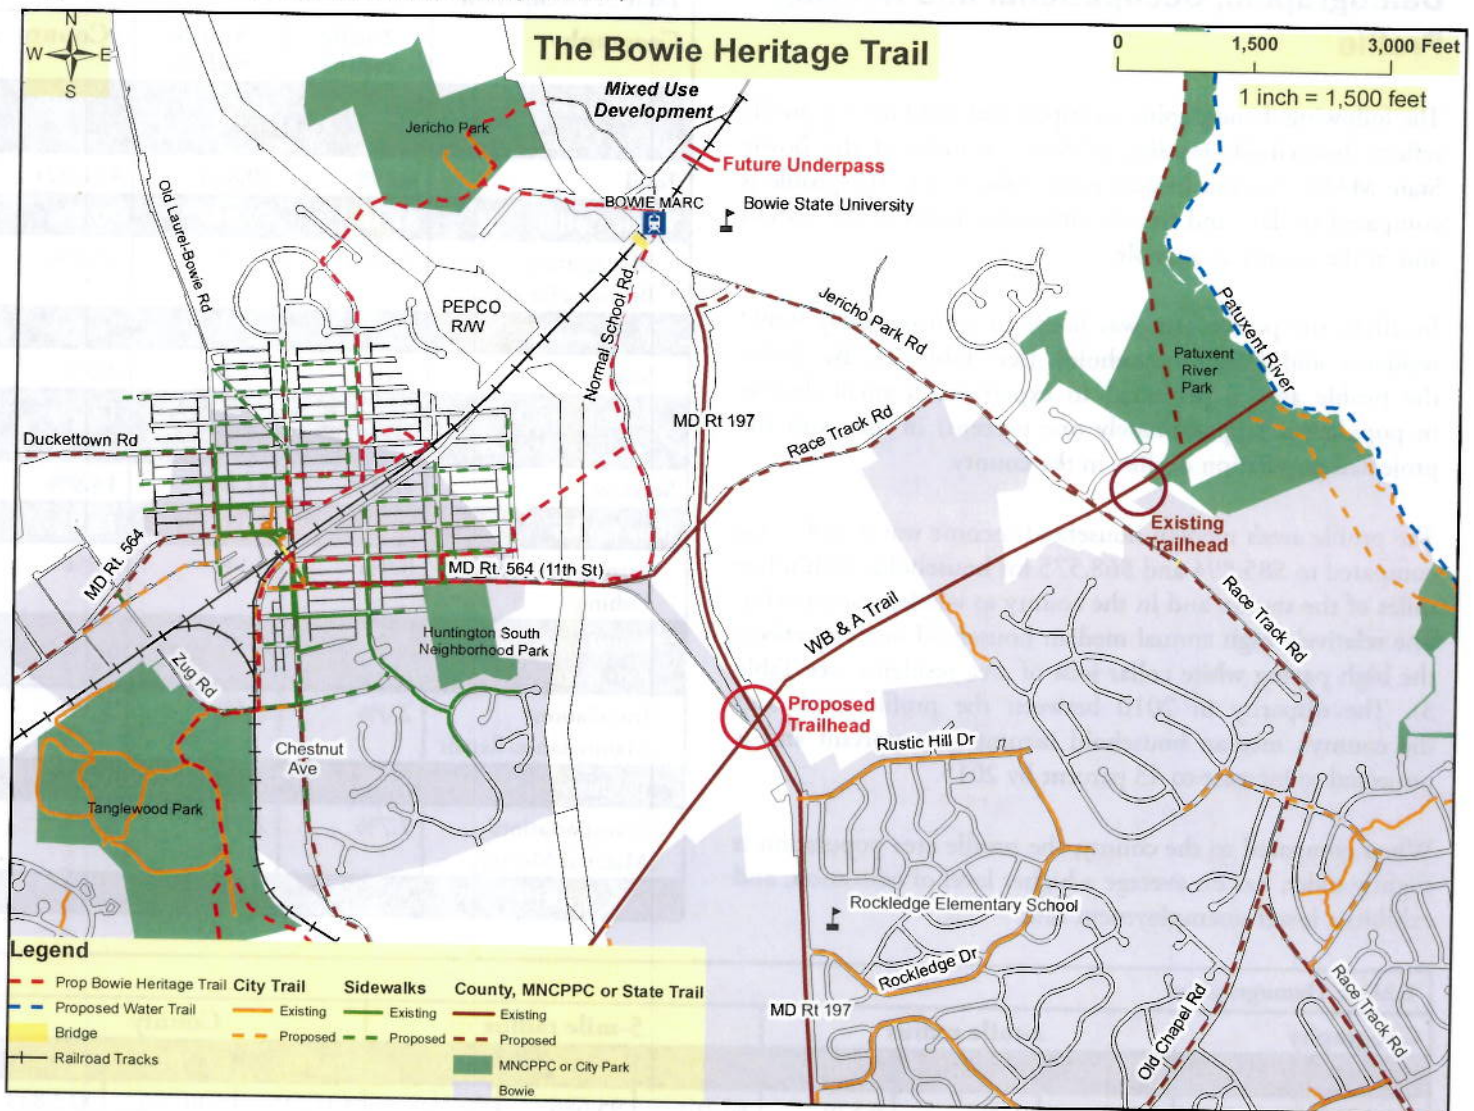 The Bowie Heritage Trail
N
W
E
S
0
1,500
3,000 Feet
1 inch = 1,500 feet
Mixed Use
Development
Jericho Park
Future Underpass
BOWIE MARC
Bowie State University
Old Laurel-Bowie Rd
PEPCO
R/W
Normal School Rd
Jericho Park Rd
Patuxent River
Patuxent
River
Park
MD Rt 197
Race Track Rd
Duckettown Rd
Existing
Trailhead
MD Rt. 564
MD Rt. 564 (11th St)
WB & A Trail
Race Track Rd
Huntington South
Neighborhood Park
Zug Rd
Proposed
Trailhead
Chestnut
Ave
Rustic Hill Dr
Tanglewood Park
Rockledge Elementary School
Rockledge Dr
MD Rt 197
Old Chapel Rd
Race Track Rd
Legend
Prop Bowie Heritage Trail
Proposed Water Trail
Bridge
Railroad Tracks
City Trail
Existing
Proposed
Sidewalks
Existing
Proposed
County, MNCPPC or State Trail
Existing
Proposed
MNCPPC or City Park
Bowie